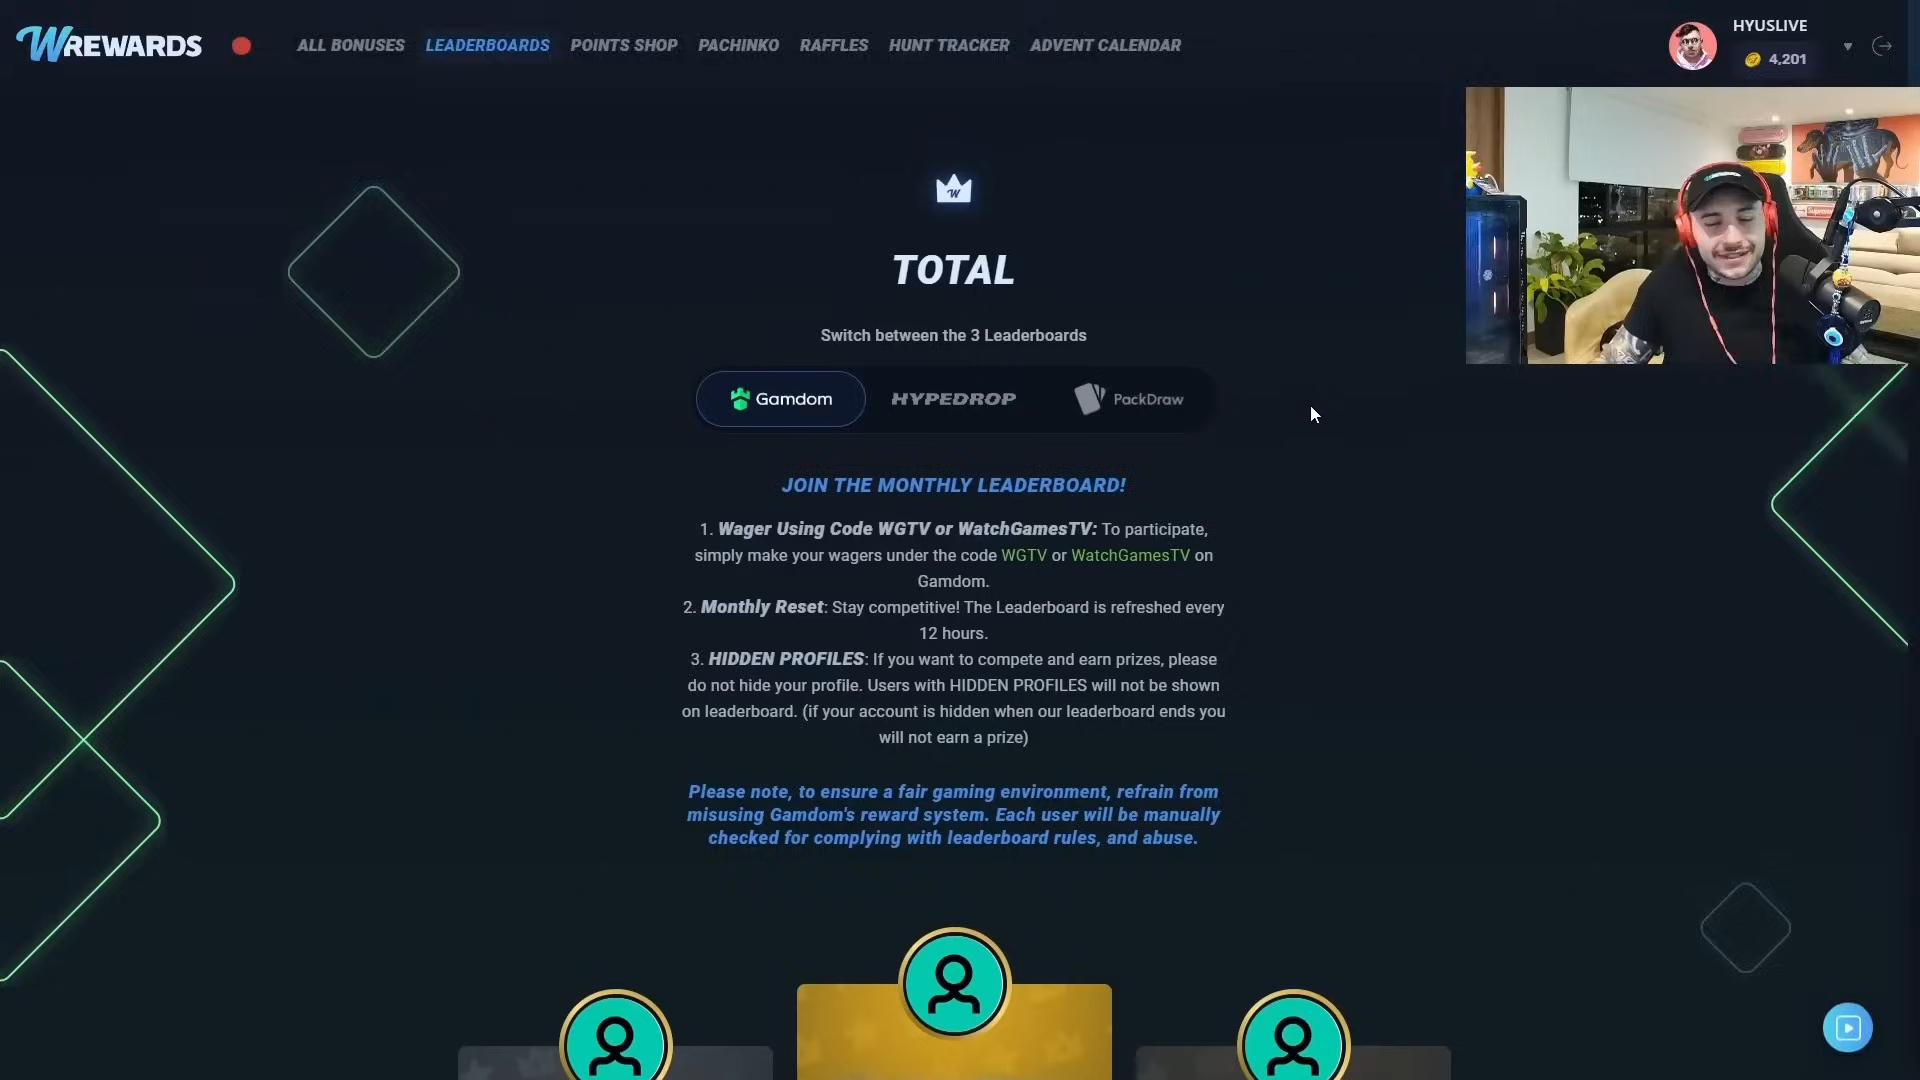 WREWARDS
ALL BONUSES LEADERBOARDS POINTS SHOP PACHINKO RAFFLES HUNT TRACKER ADVENT CALENDAR
HYUSLIVE
4,201
W
TOTAL
Switch between the 3 Leaderboards
Gamdom HYPEDROP PackDraw
JOIN THE MONTHLY LEADERBOARD!
1. Wager Using Code WGTV or WatchGamesTV: To participate,
simply make your wagers under the code WGTV or WatchGamesTV on
Gamdom.
2. Monthly Reset: Stay competitive! The Leaderboard is refreshed every
12 hours.
3. HIDDEN PROFILES: If you want to compete and earn prizes, please
do not hide your profile. Users with HIDDEN PROFILES will not be shown
on leaderboard. (if your account is hidden when our leaderboard ends you
will not earn a prize)
Please note, to ensure a fair gaming environment, refrain from
misusing Gamdom's reward system. Each user will be manually
checked for complying with leaderboard rules, and abuse.